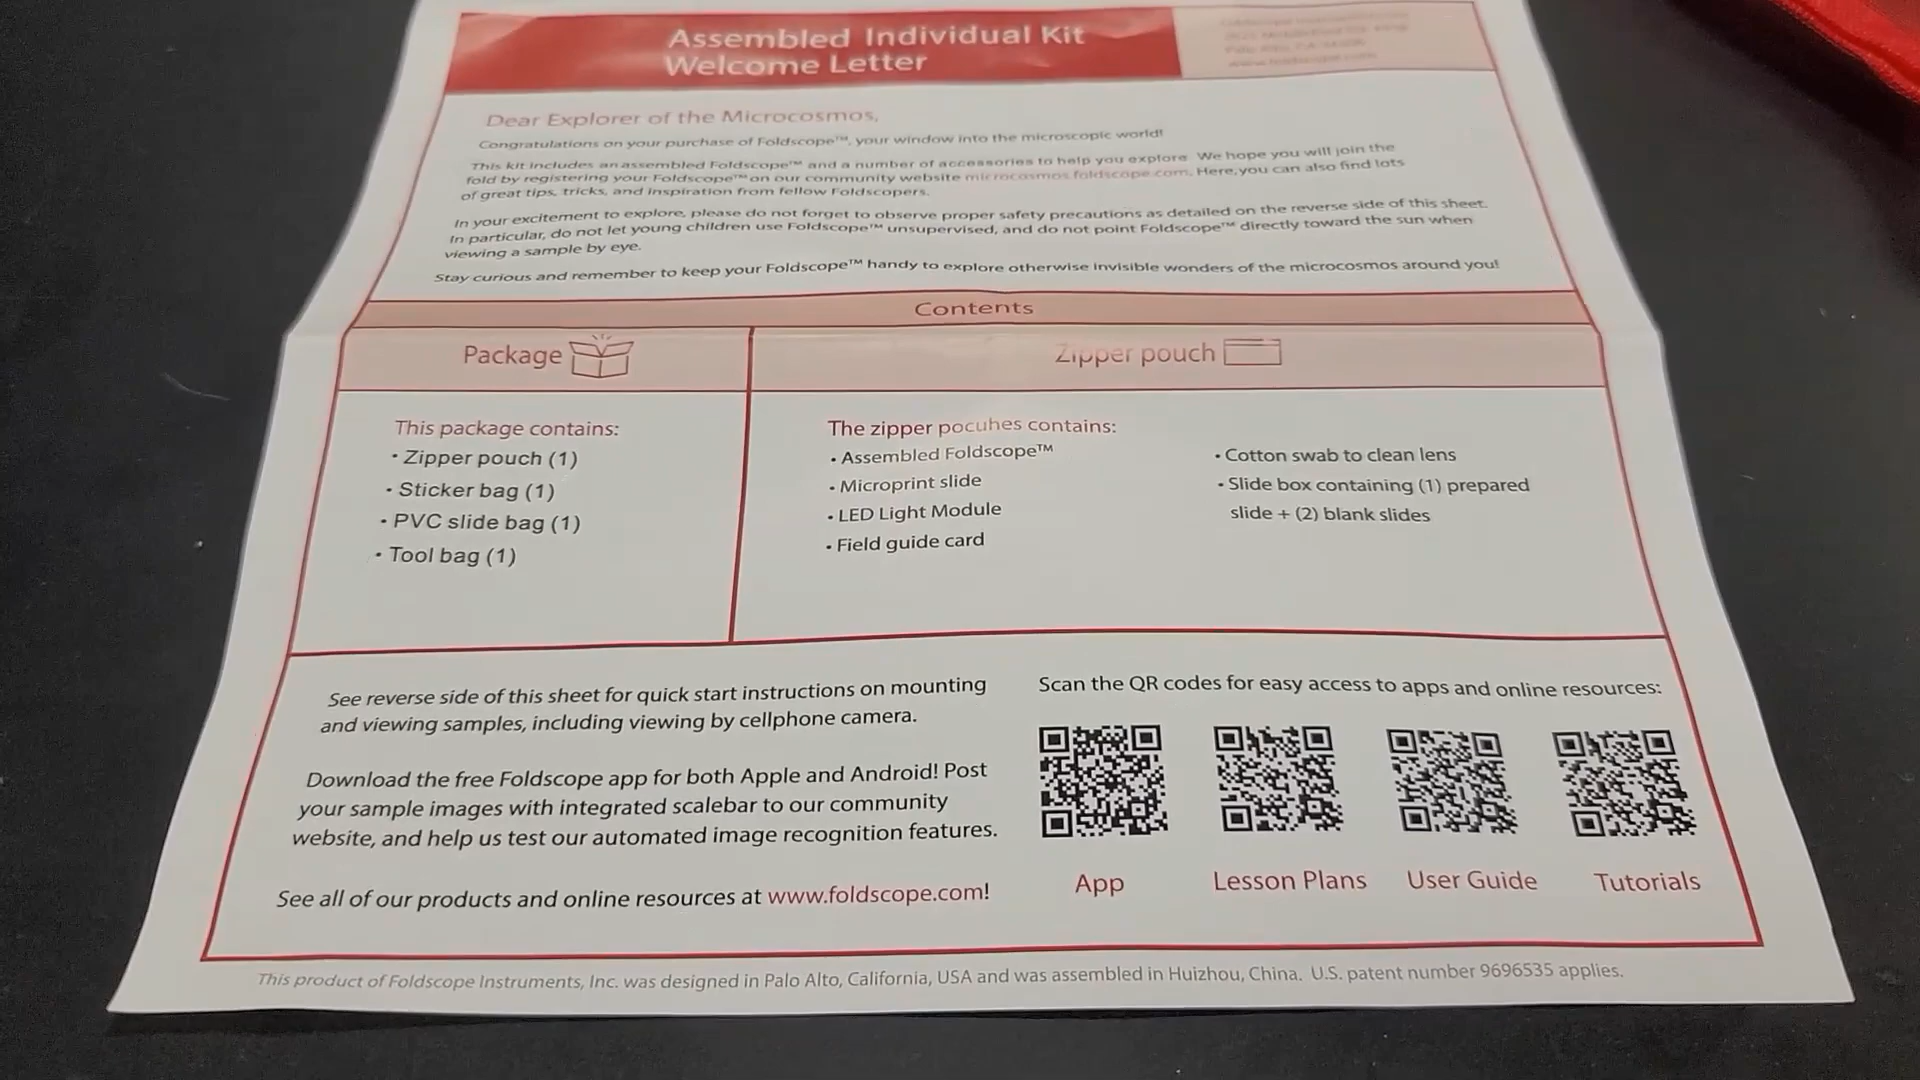 Assembled Individual Kit
Welcome Letter
Dear Explorer of the Microcosmos,
Congratulations on your purchase of Foldscope™, your window into the microscopic world!
This kit includes an assembled Foldscope™ and a number of accessories to help you explore. We hope you will join the
fold by registering your Foldscope™ on our community website microcosmos.foldscope.com. Here, you can also find lots
of great tips, tricks, and inspiration from fellow Foldscopers.
In your excitement to explore, please do not forget to observe proper safety precautions as detailed on the reverse side of this sheet.
In particular, do not let young children use Foldscope™ unsupervised, and do not point Foldscope™ directly toward the sun when
viewing a sample by eye.
Stay curious and remember to keep your Foldscope™ handy to explore otherwise invisible wonders of the microcosmos around you!
Contents
Package
This package contains:
• Zipper pouch (1)
• Sticker bag (1)
• PVC slide bag (1)
• Tool bag (1)
Zipper pouch
The zipper pocuhes contains:
• Assembled Foldscope™
• Microprint slide
• LED Light Module
• Field guide card
• Cotton swab to clean lens
• Slide box containing (1) prepared
slide + (2) blank slides
See reverse side of this sheet for quick start instructions on mounting
and viewing samples, including viewing by cellphone camera.
Download the free Foldscope app for both Apple and Android! Post
your sample images with integrated scalebar to our community
website, and help us test our automated image recognition features.
See all of our products and online resources at www.foldscope.com!
Scan the QR codes for easy access to apps and online resources:
App
Lesson Plans
User Guide
Tutorials
This product of Foldscope Instruments, Inc. was designed in Palo Alto, California, USA and was assembled in Huizhou, China. U.S. patent number 9696535 applies.